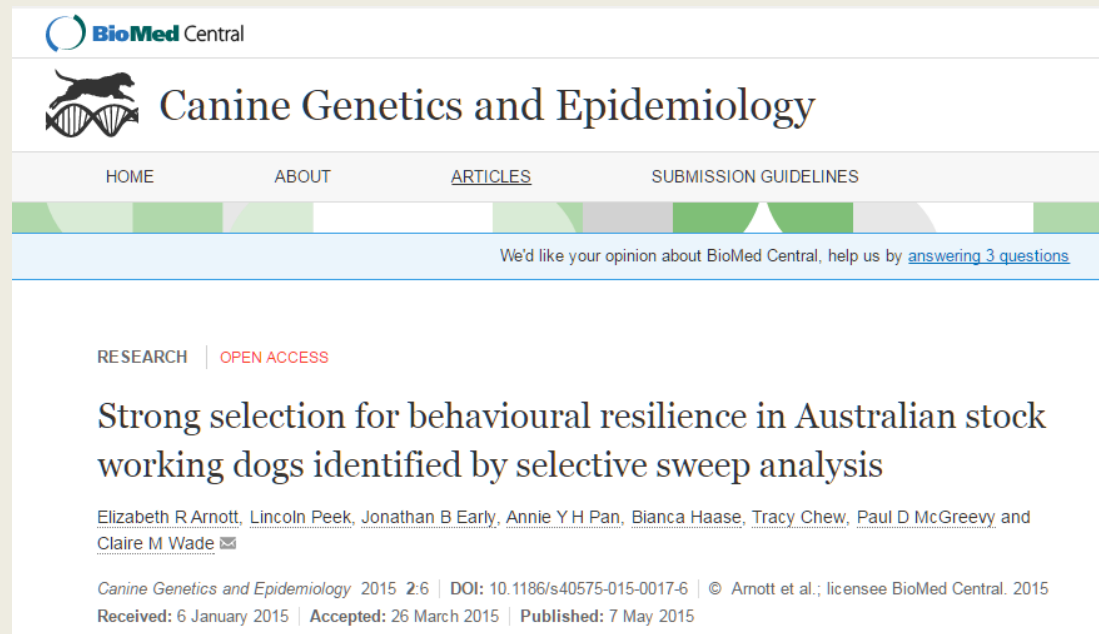 BioMed Central
Canine Genetics and Epidemiology
HOME ABOUT ARTICLES SUBMISSION GUIDELINES
We'd like your opinion about BioMed Central, help us by answering 3 questions
RESEARCH OPEN ACCESS
Strong selection for behavioural resilience in Australian stock
working dogs identified by selective sweep analysis
Elizabeth R Arnott, Lincoln Peek, Jonathan B Early, Annie Y H Pan, Bianca Haase, Tracy Chew, Paul D McGreevy and
Claire M Wade
Canine Genetics and Epidemiology 2015 2:6 | DOI: 10.1186/s40575-015-0017-6 | © Arnott et al.; licensee BioMed Central. 2015
Received: 6 January 2015 | Accepted: 26 March 2015 | Published: 7 May 2015